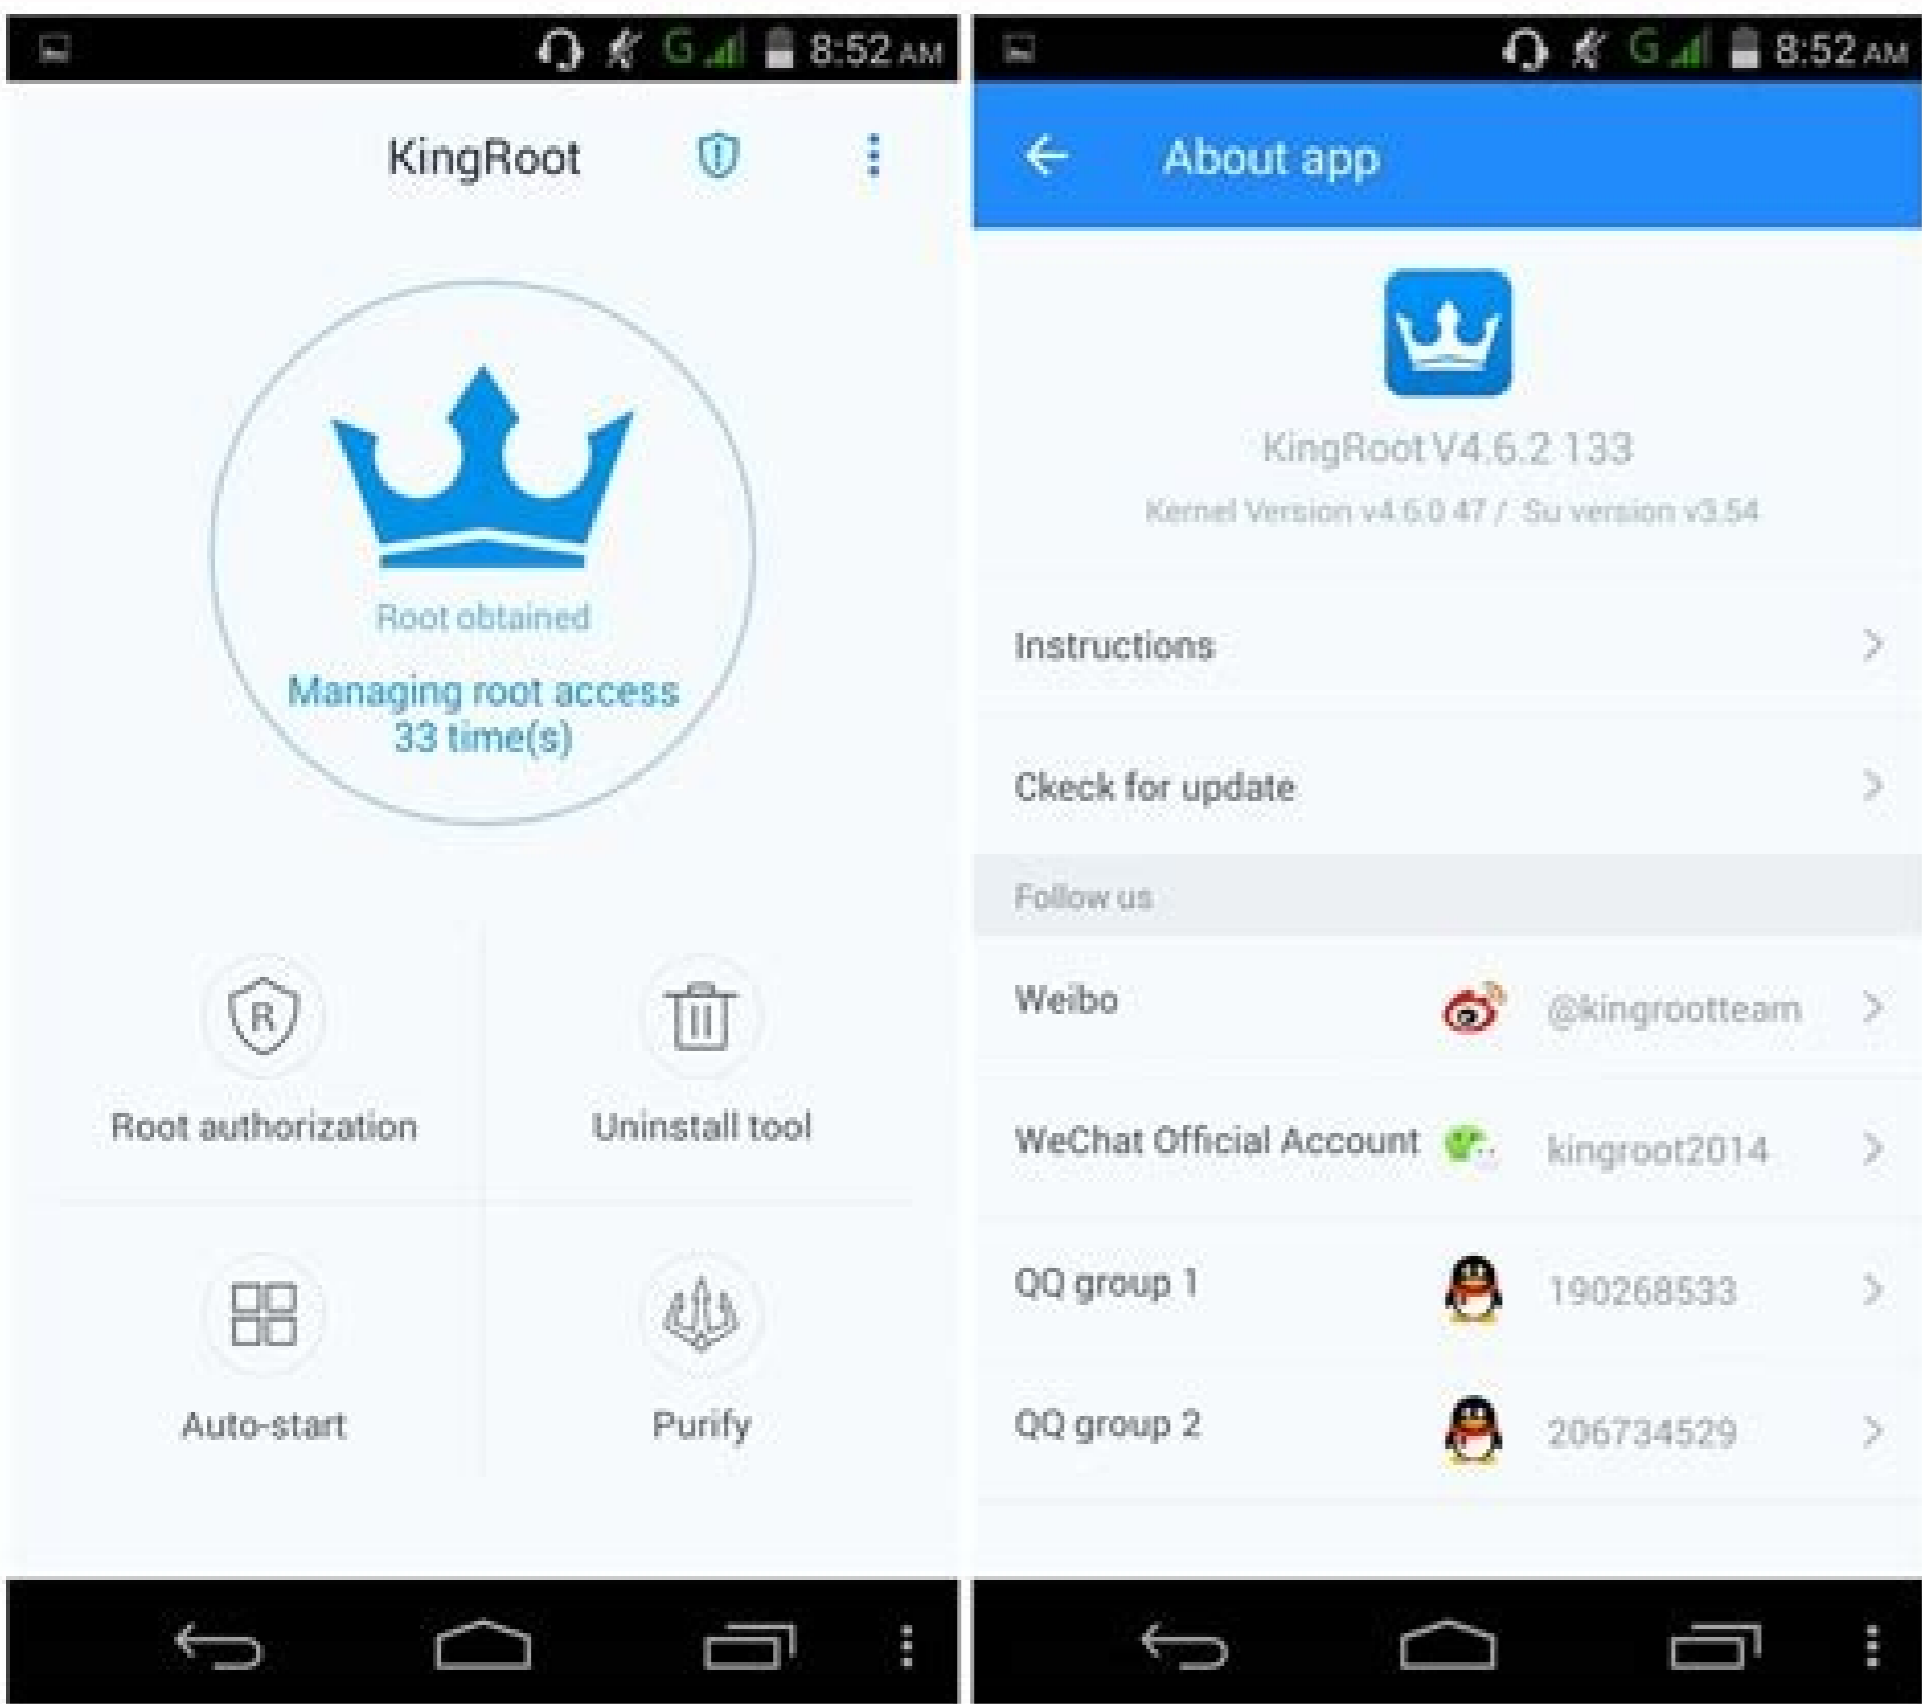 G 8:52 AM
KingRoot
Root obtained
Managing root access
33 time(s)
R
Root authorization
Uninstall tool
Auto-start
Purify
G 8:52 AM
About app
KingRoot V4.6.2 133
Kernel Version v4.6.0 47 / Su version v3.54
Instructions
Ckeck for update
Follow us
Weibo @kingrootteam
WeChat Official Account kingroot2014
QQ group 1 190268533
QQ group 2 206734529